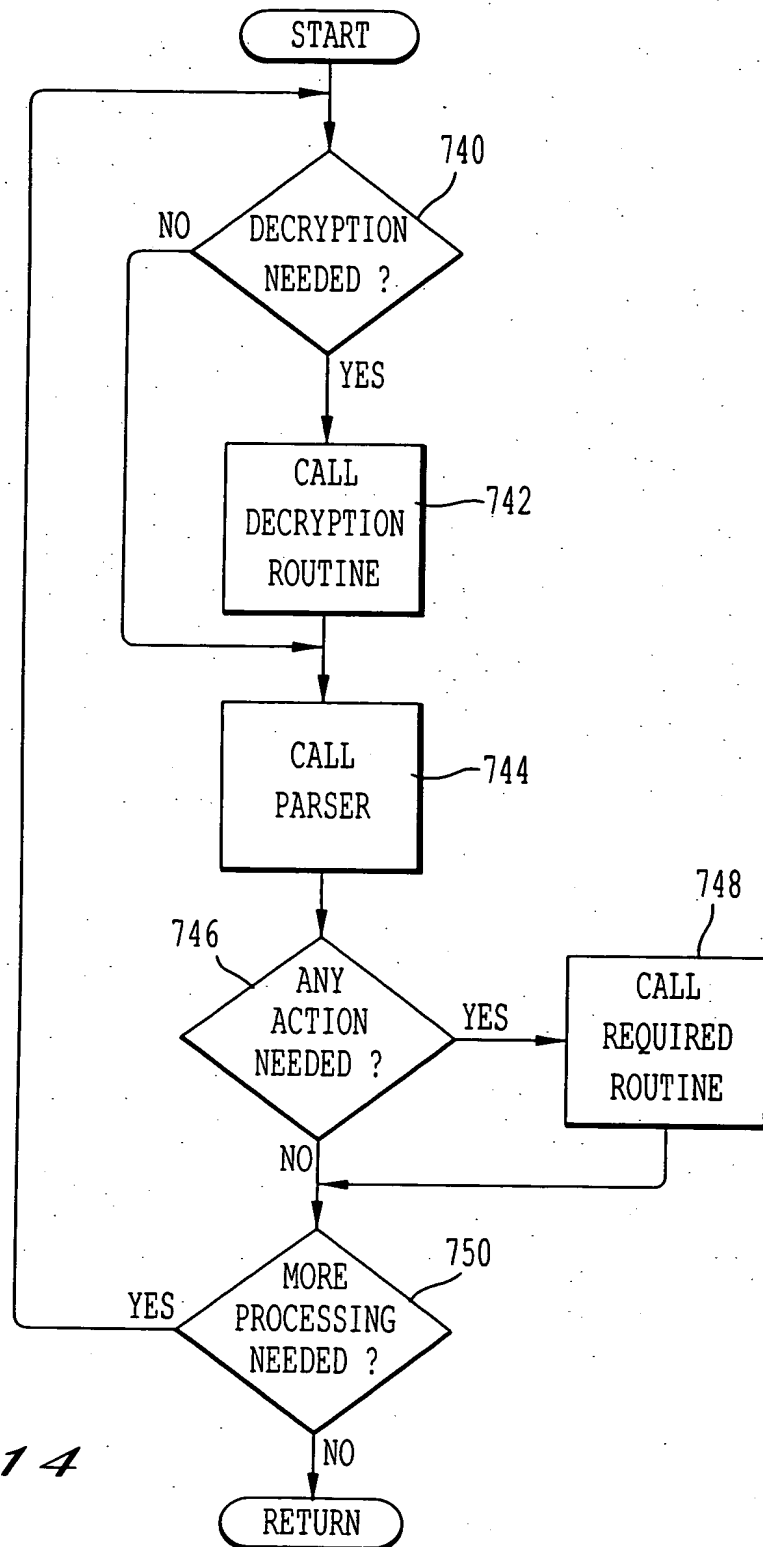 START
740
NO
DECRYPTION
NEEDED ?
YES
CALL
DECRYPTION
ROUTINE
742
CALL
PARSER
744
746
ANY
ACTION
NEEDED ?
YES
748
CALL
REQUIRED
ROUTINE
NO
750
YES
MORE
PROCESSING
NEEDED ?
14
NO
RETURN